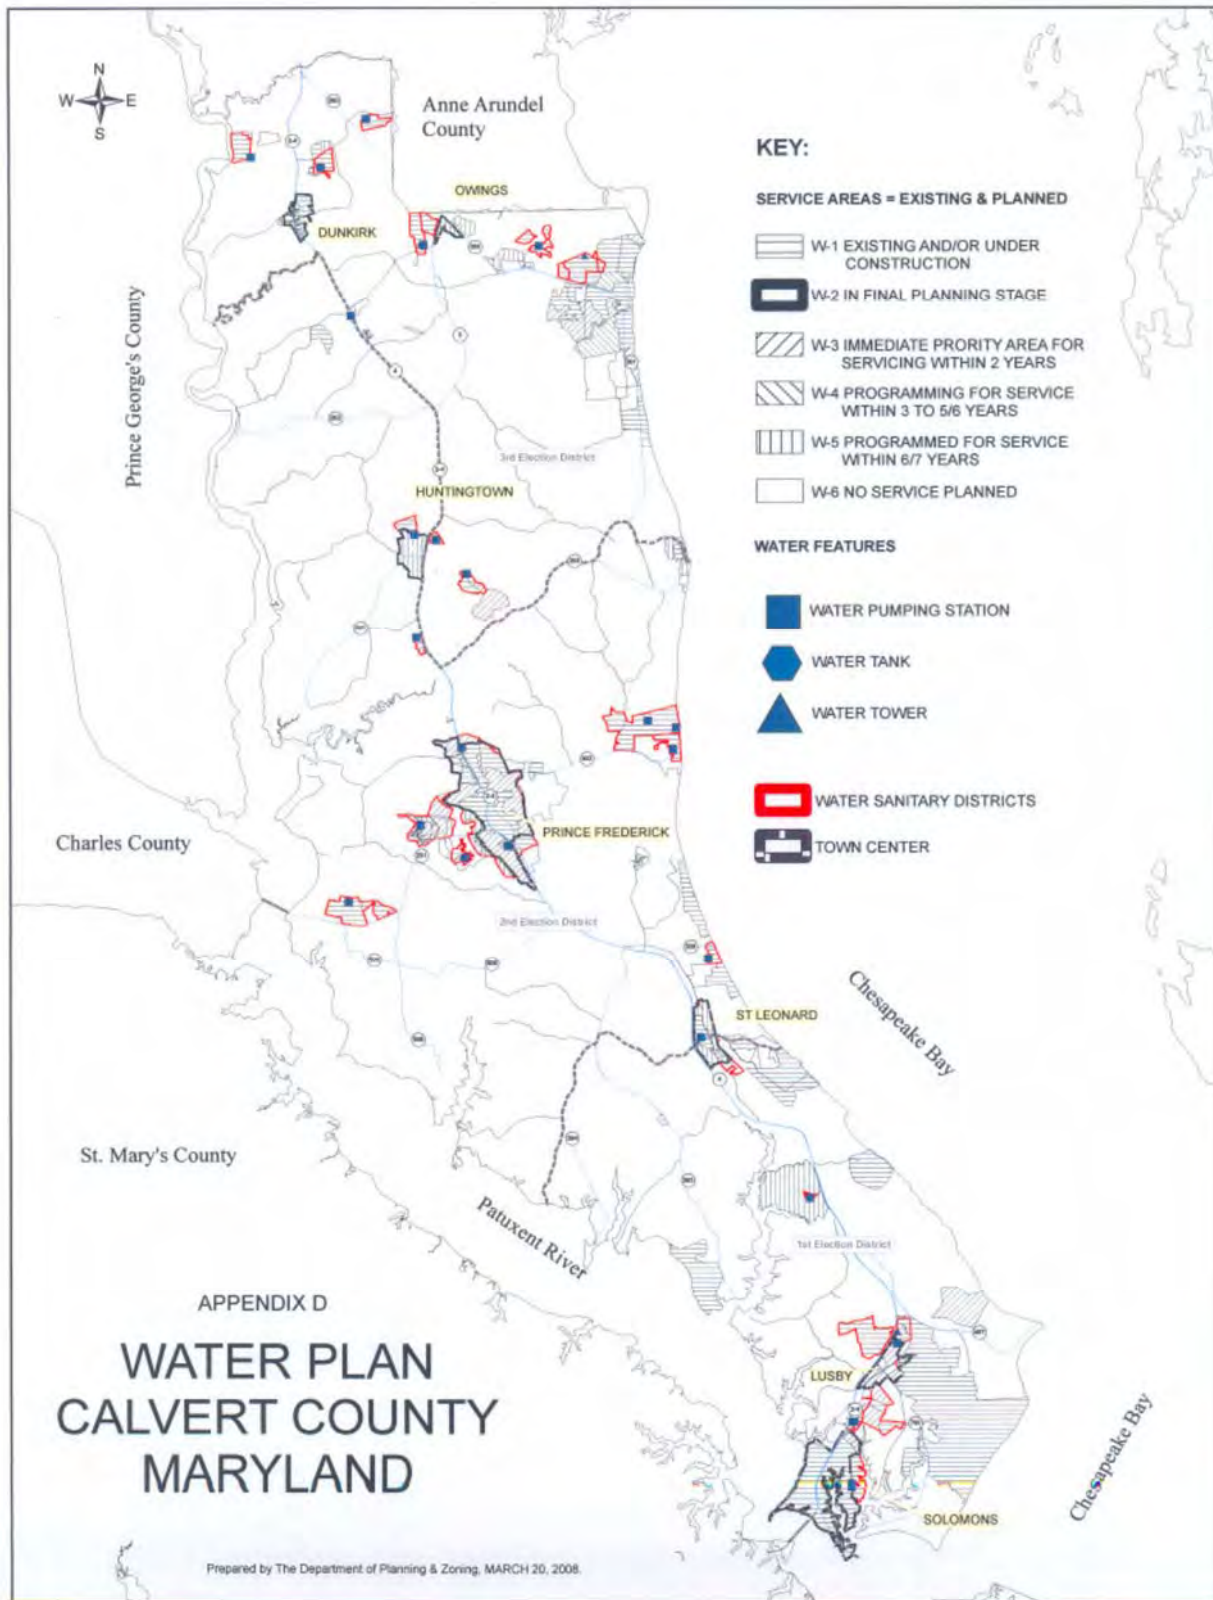 N
W E
S
Anne Arundel
County
OWINGS
DUNKIRK
Prince George's County
3rd Election District
HUNTINGTOWN
PRINCE FREDERICK
Charles County
2nd Election District
ST LEONARD
Chesapeake Bay
St. Mary's County
Patuxent River
1st Election District
LUSBY
SOLOMONS
Chesapeake Bay
KEY:
SERVICE AREAS = EXISTING & PLANNED
W-1 EXISTING AND/OR UNDER
CONSTRUCTION
W-2 IN FINAL PLANNING STAGE
W-3 IMMEDIATE PRORITY AREA FOR
SERVICING WITHIN 2 YEARS
W-4 PROGRAMMING FOR SERVICE
WITHIN 3 TO 5/6 YEARS
W-5 PROGRAMMED FOR SERVICE
WITHIN 6/7 YEARS
W-6 NO SERVICE PLANNED
WATER FEATURES
WATER PUMPING STATION
WATER TANK
WATER TOWER
WATER SANITARY DISTRICTS
TOWN CENTER
APPENDIX D
WATER PLAN
CALVERT COUNTY
MARYLAND
Prepared by The Department of Planning & Zoning, MARCH 20, 2008.